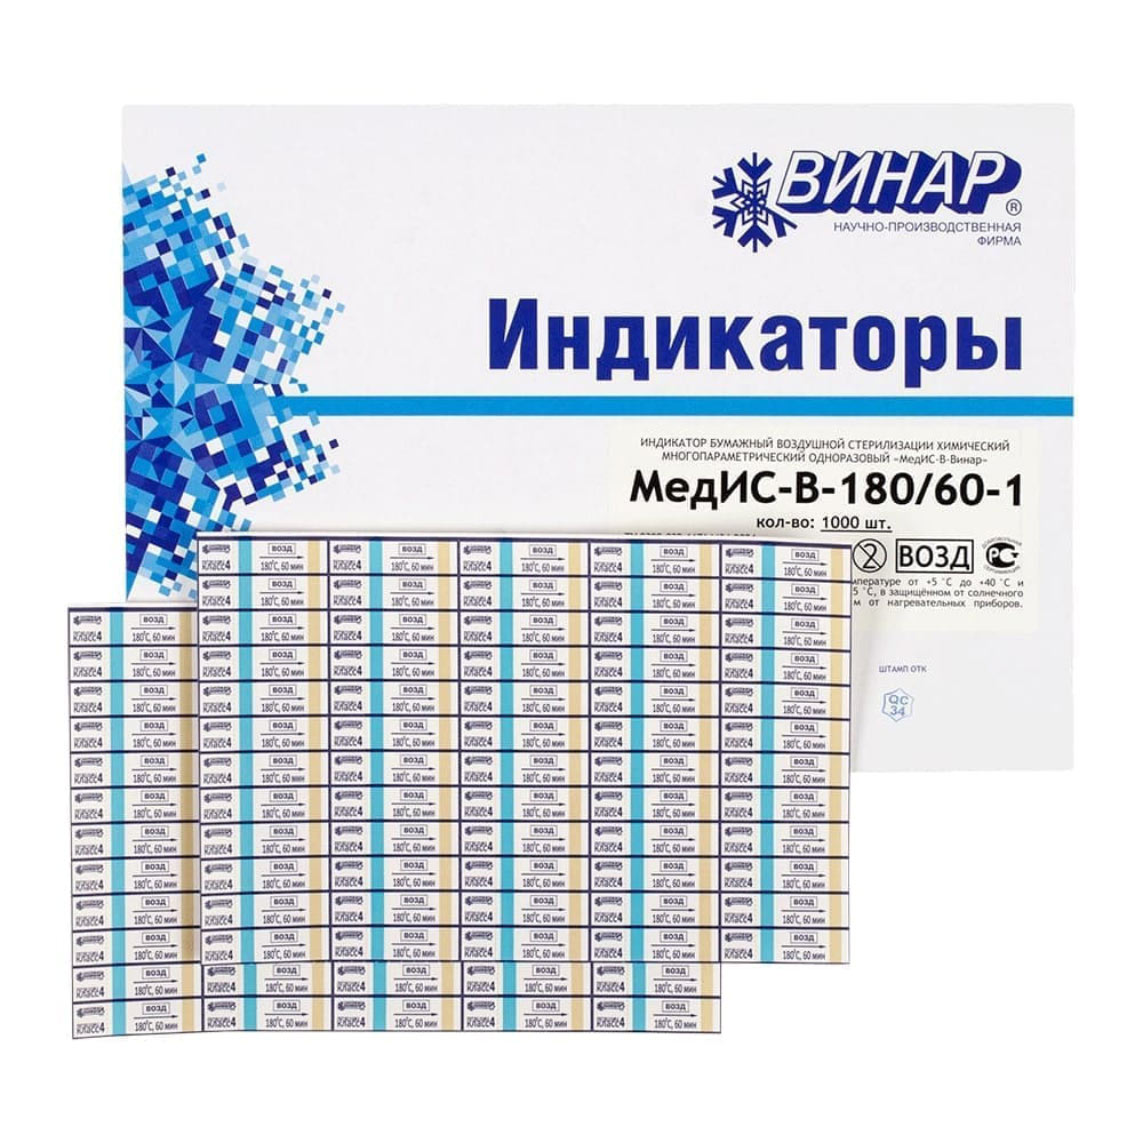 ВИНАР®
НАУЧНО-ПРОИЗВОДСТВЕННАЯ
ФИРМА
Индикаторы
ИНДИКАТОР БУМАЖНЫЙ ВОЗДУШНОЙ СТЕРИЛИЗАЦИИ ХИМИЧЕСКИЙ
МНОГОПАРАМЕТРИЧЕСКИЙ ОДНОРАЗОВЫЙ «МедИС-В-Винар»
МедИС-В-180/60-1
кол-во: 1000 шт.
2 ВОЗД РСТ
от +5 °С до +40 °С и
5 °С, в защищённом от солнечного
м от нагревательных приборов.
ШТАМП ОТК
QC
34
ВОЗД
класс4 180°С, 60 мин